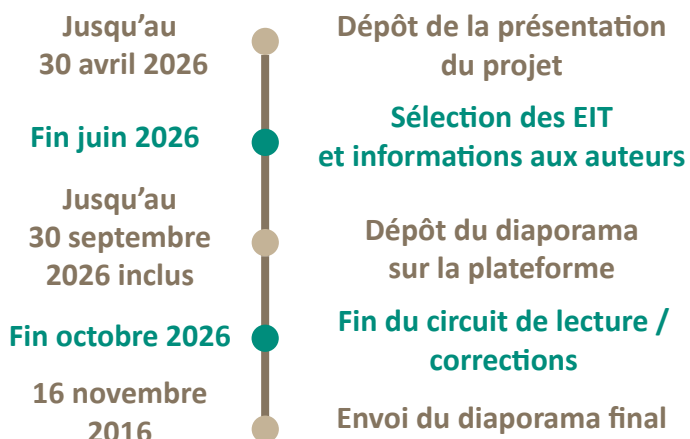 Jusqu'au
30 avril 2026
Dépôt de la présentation
du projet
Fin juin 2026
Sélection des EIT
et informations aux auteurs
Jusqu'au
30 septembre
2026 inclus
Dépôt du diaporama
sur la plateforme
Fin octobre 2026
Fin du circuit de lecture /
corrections
16 novembre
2016
Envoi du diaporama final